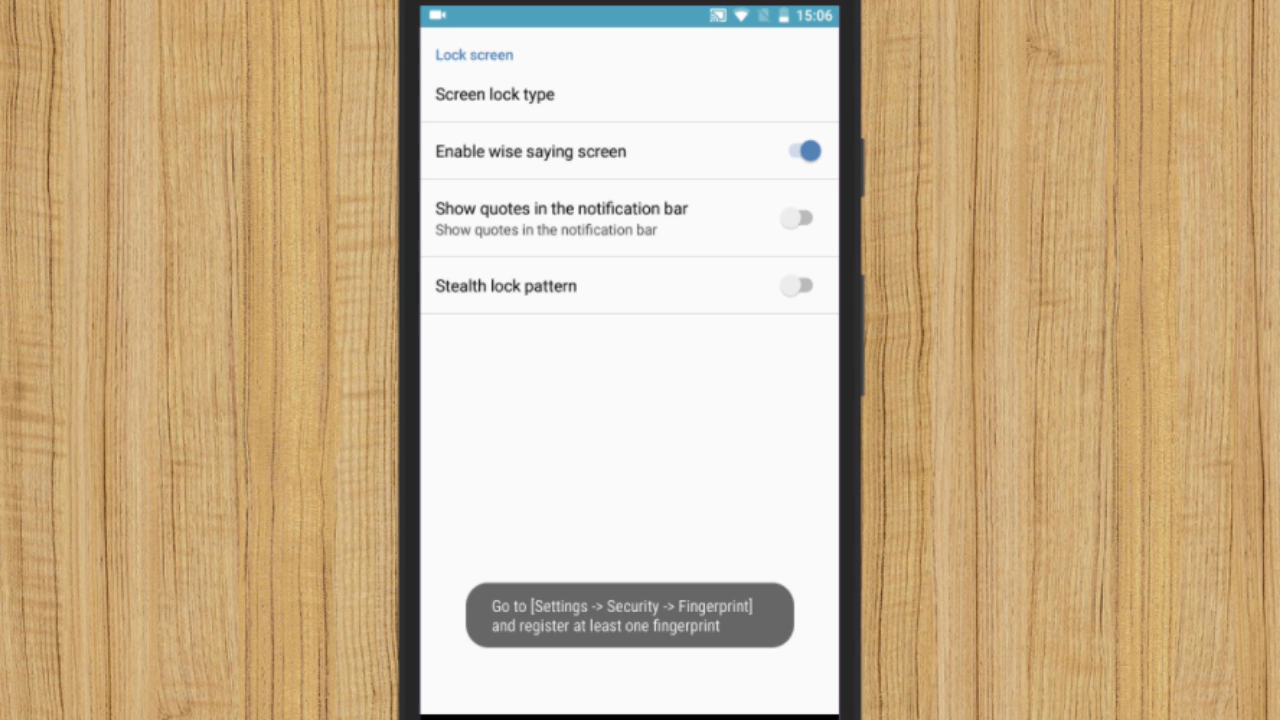 15:06
Lock screen
Screen lock type
Enable wise saying screen
Show quotes in the notification bar
Show quotes in the notification bar
Stealth lock pattern
Go to [Settings -> Security -> Fingerprint]
and register at least one fingerprint